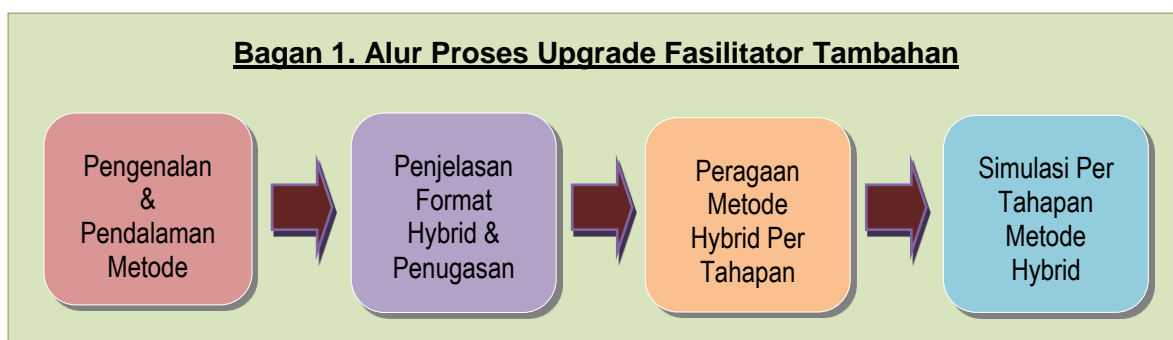 Bagan 1. Alur Proses Upgrade Fasilitator Tambahan
Pengenalan
&
Pendalaman
Metode
Penjelasan
Format
Hybrid &
Penugasan
Peragaan
Metode
Hybrid Per
Tahapan
Simulasi Per
Tahapan
Metode
Hybrid